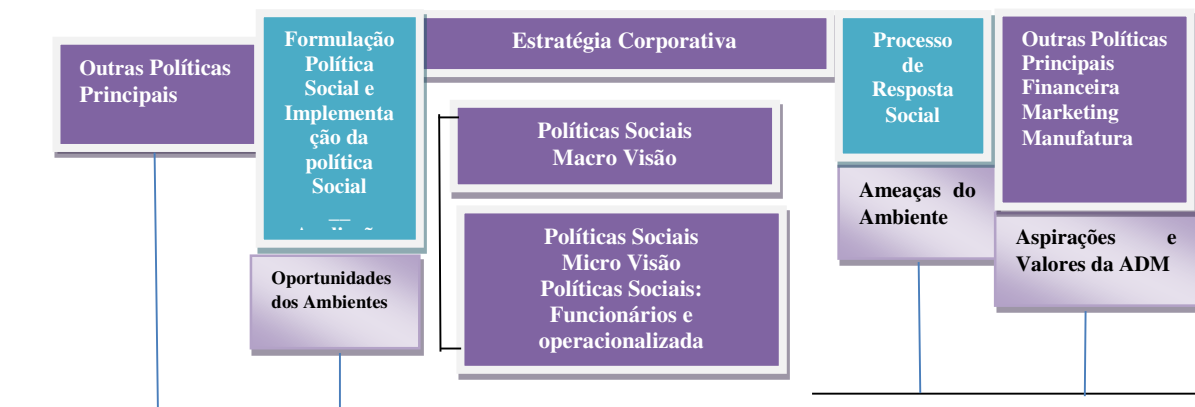 Outras Políticas
Principais
Formulação
Política
Social e
Implementa
ção da
política
Social
Oportunidades
dos Ambientes
Estratégia Corporativa
Políticas Sociais
Macro Visão
Políticas Sociais
Micro Visão
Políticas Sociais:
Funcionários e
operacionalizada
Processo
de
Resposta
Social
Ameaças do
Ambiente
Outras Políticas
Principais
Financeira
Marketing
Manufatura
Aspirações e
Valores da ADM